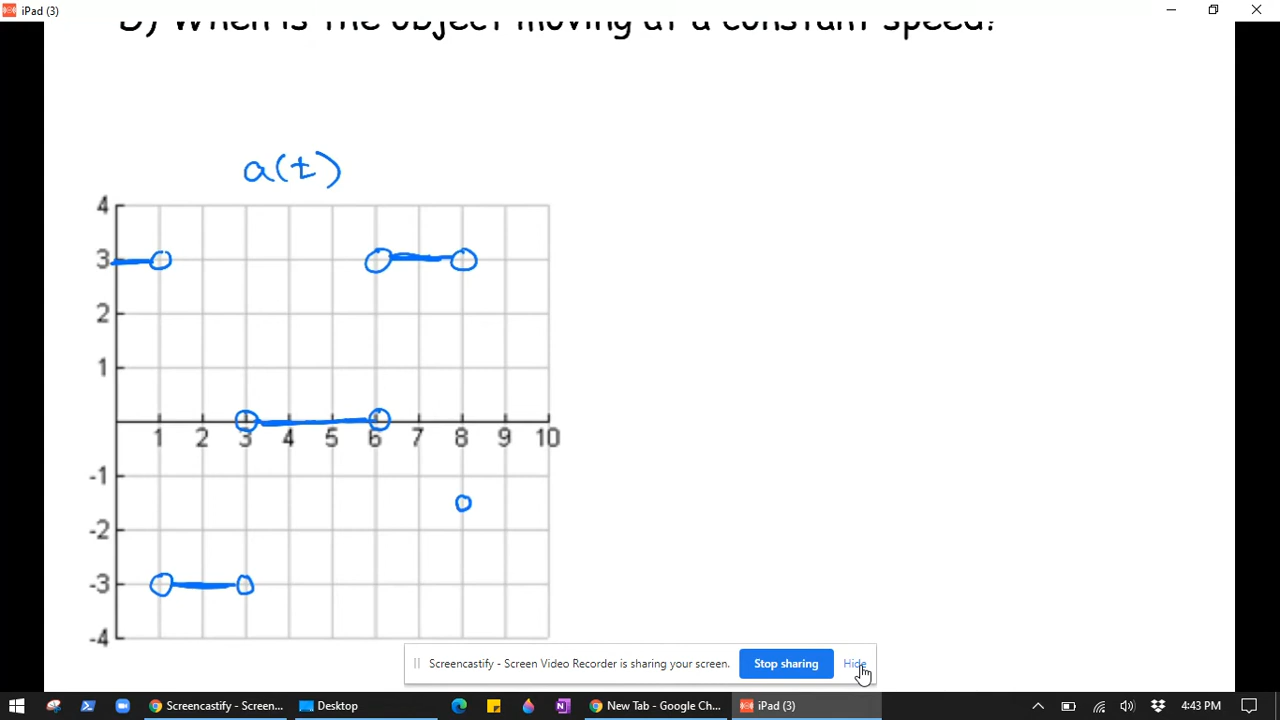 iPad (3)
D) When is the object moving at a constant speed?
a(t)
4
3
2
1
1 2 3 4 5 6 7 8 9 10
-1
-2
-3
-4
Screencastify - Screen Video Recorder is sharing your screen. Stop sharing Hide
Screencastify - Screen... Desktop New Tab - Google Ch... iPad (3) 4:43 PM